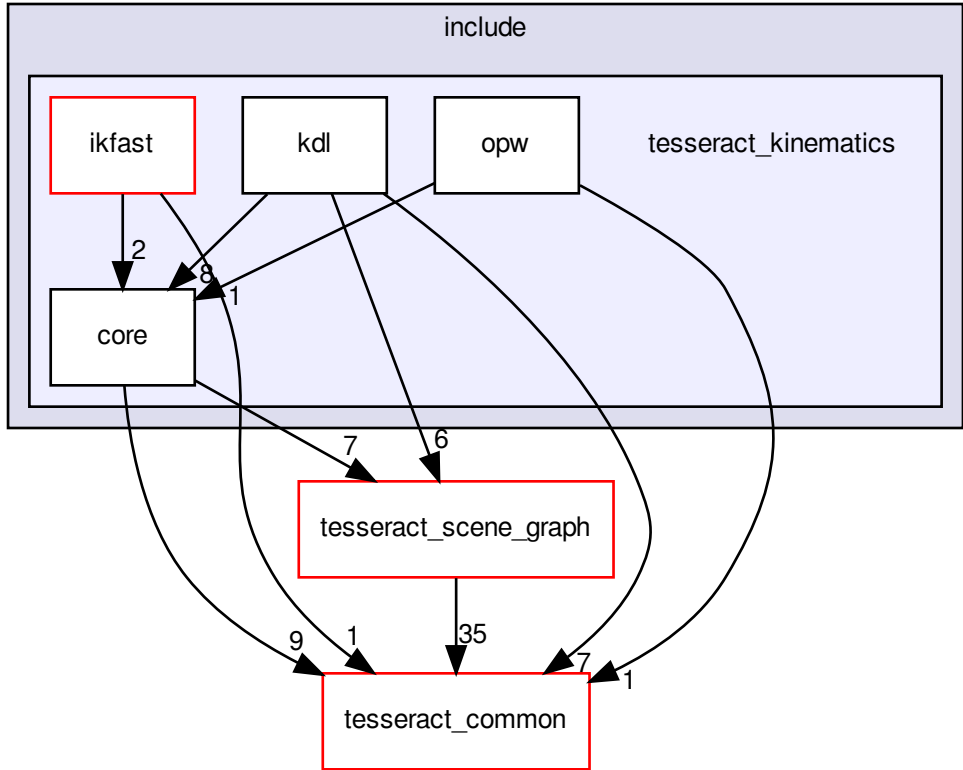 include
ikfast
kdl
opw
tesseract_kinematics
2
8
1
core
7
6
tesseract_scene_graph
9
1
35
7
1
tesseract_common